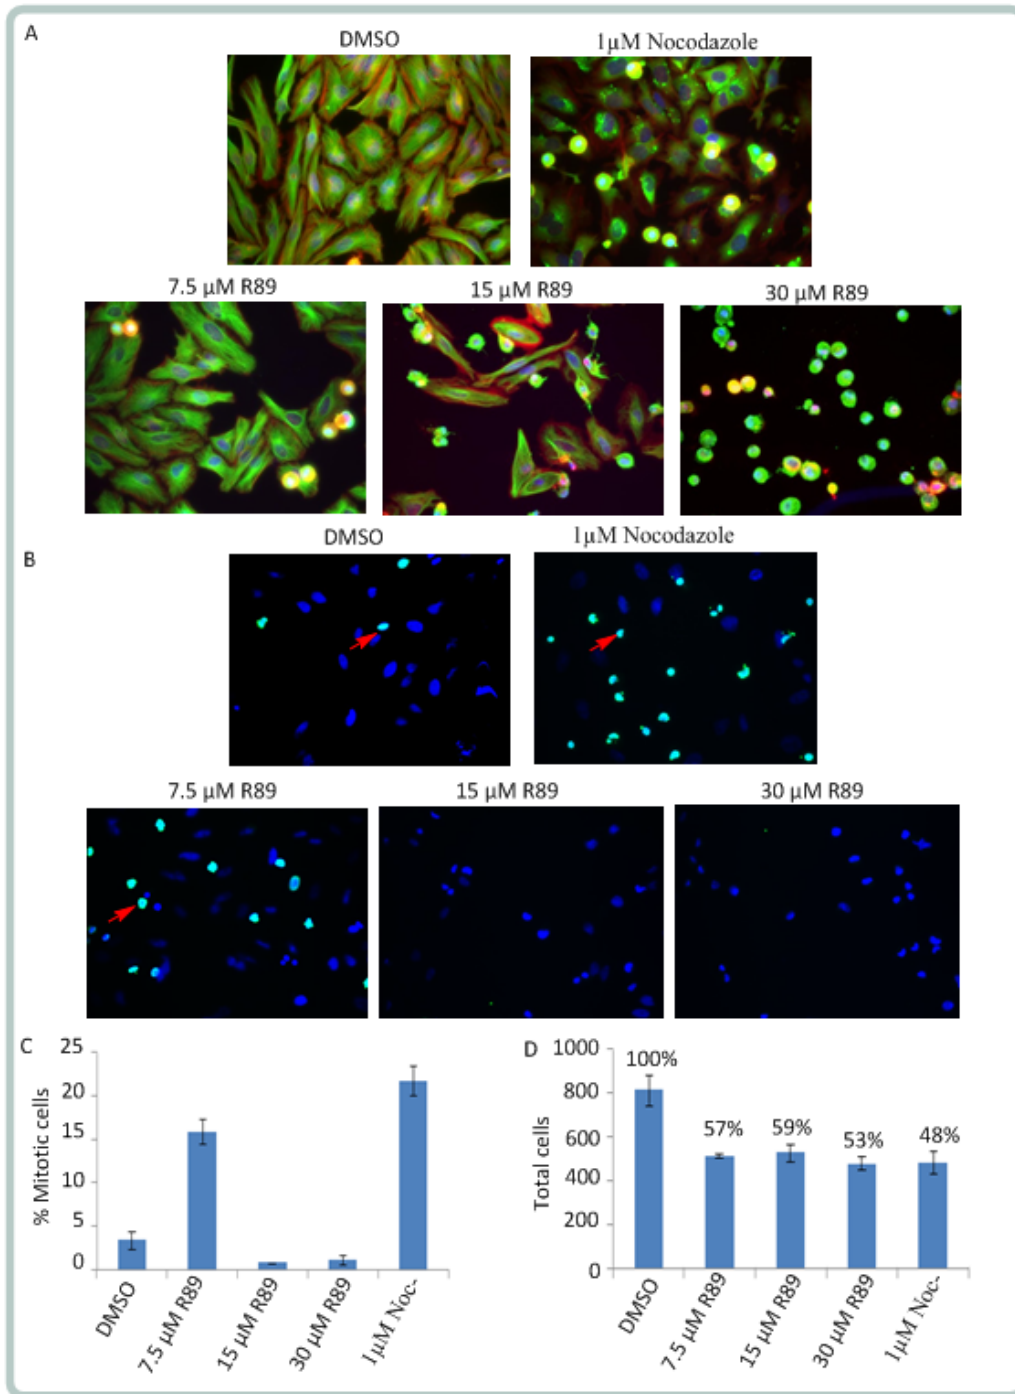 A
DMSO
1µM Nocodazole
7.5 µM R89
15 µM R89
30 µM R89
B
DMSO
1µM Nocodazole
7.5 µM R89
15 µM R89
30 µM R89
C
25
20
15
10
5
0
% Mitotic cells
DMSO
7.5 µM R89
15 µM R89
30 µM R89
1µM Noc-
D
1000
800
600
400
200
0
Total cells
100%
57%
59%
53%
48%
DMSO
7.5 µM R89
15 µM R89
30 µM R89
1µM Noc-